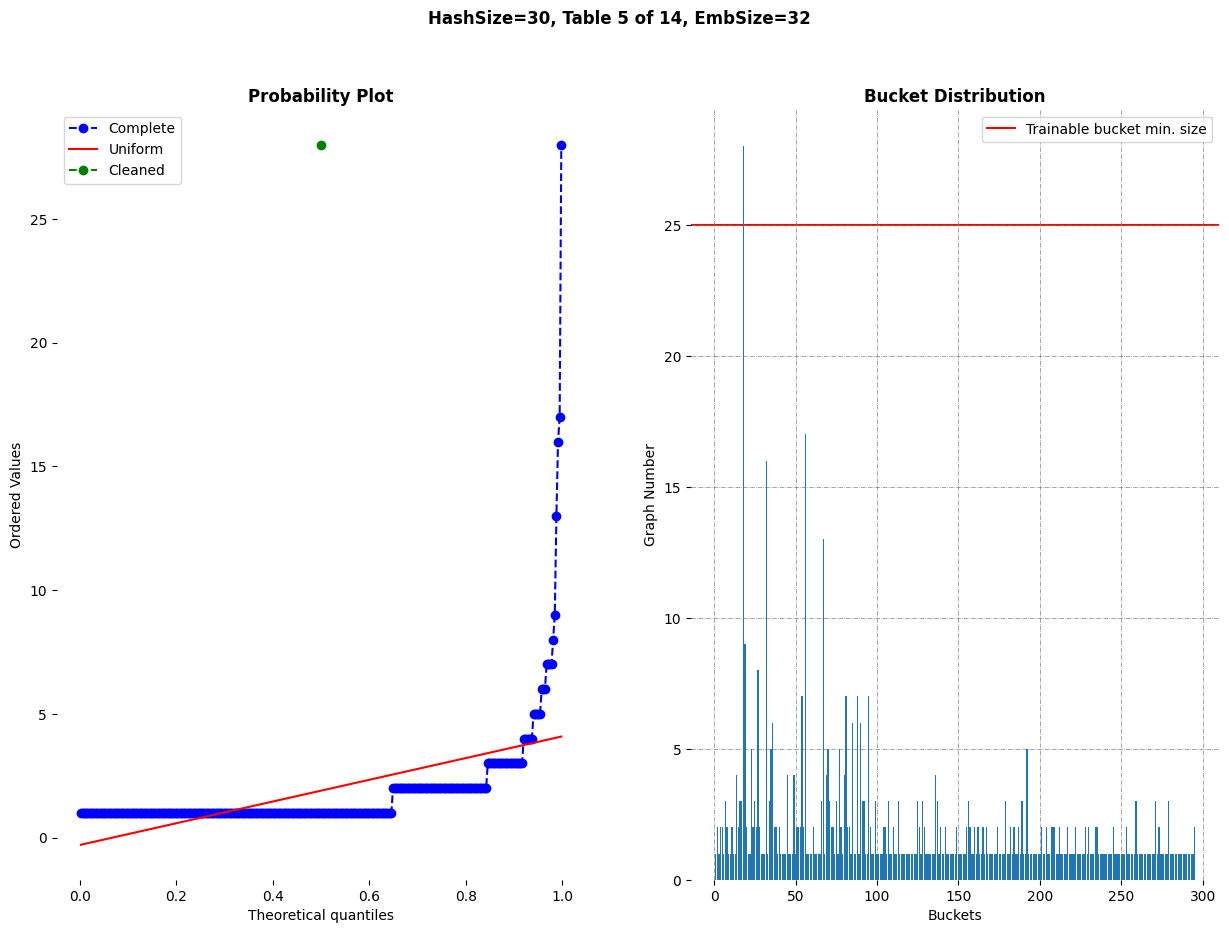 HashSize=30, Table 5 of 14, EmbSize=32
Probability Plot
Complete
Uniform
Cleaned
25
20
15
10
5
0
Ordered Values
0.0 0.2 0.4 0.6 0.8 1.0
Theoretical quantiles
Bucket Distribution
Trainable bucket min. size
25
20
15
10
5
0
Graph Number
0 50 100 150 200 250 300
Buckets